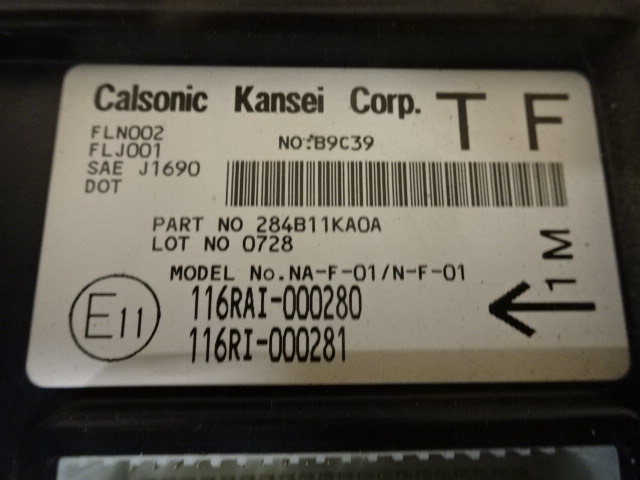 Calsonic Kansei Corp. T F
FLN002
FLJ001
SAE J1690
DOT
NO:B9C39
PART NO 284B11KA0A
LOT NO 0728
MODEL No.NA-F-01/N-F-01
E11
116RAI-000280
116RI-000281
1 M